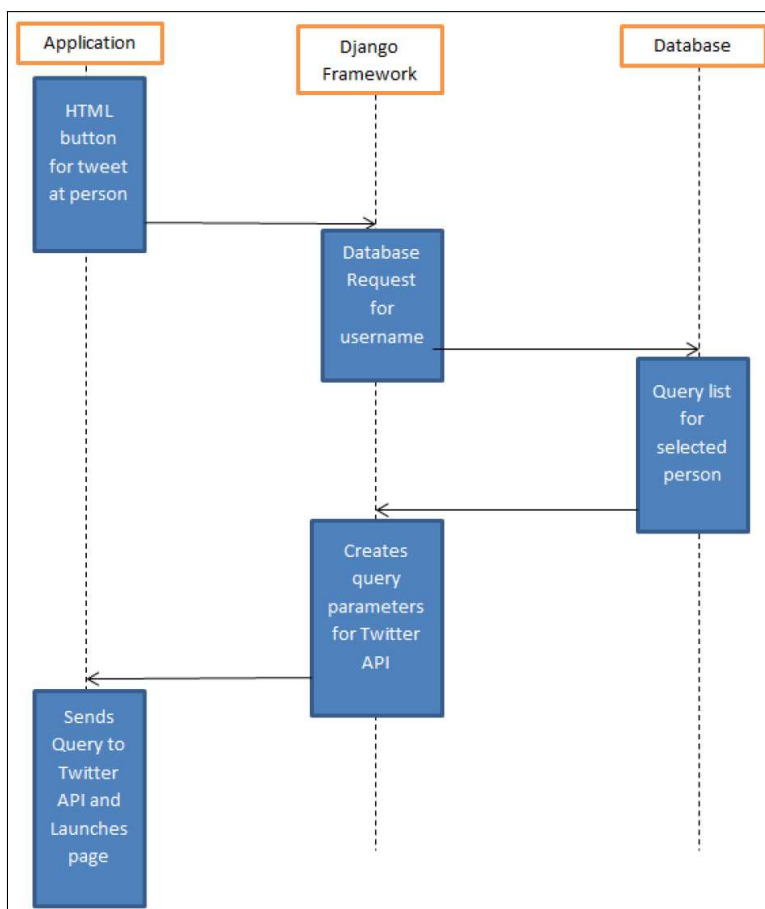 Application
Django
Framework
Database
HTML
button
for tweet
at person
Database
Request
for
username
Query list
for
selected
person
Creates
query
parameters
for Twitter
API
Sends
Query to
Twitter
API and
Launches
page